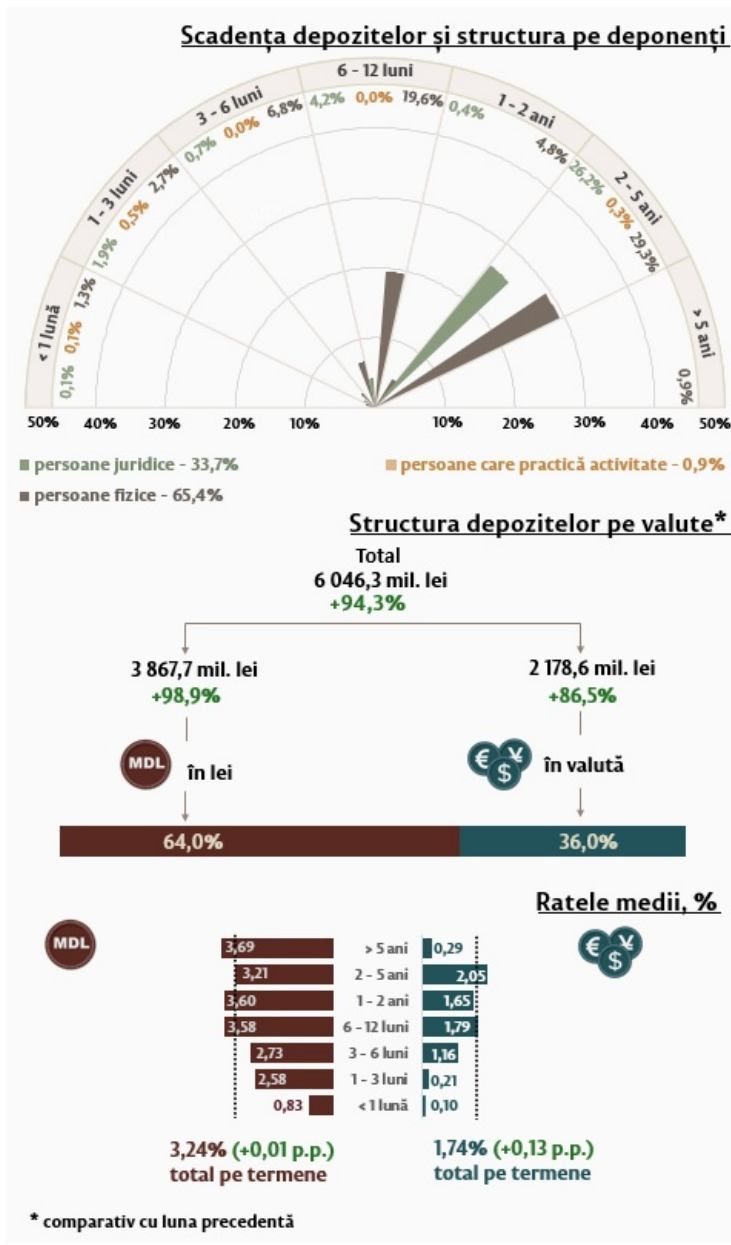 Scadența depozitelor și structura pe deponenți
< 1 lună
1 - 3 luni
3 - 6 luni
6 - 12 luni
1 - 2 ani
2 - 5 ani
> 5 ani
0,1%
0,1%
1,3%
1,9%
0,5%
2,7%
0,7%
0,0%
6,8%
4,2%
0,0%
19,6%
0,4%
4,8%
26,2%
0,3%
29,3%
0,9%
50% 40% 30% 20% 10% 10% 20% 30% 40% 50%
persoane juridice - 33,7%
persoane care practică activitate - 0,9%
persoane fizice - 65,4%
Structura depozitelor pe valute*
Total
6 046,3 mil. lei
+94,3%
3 867,7 mil. lei
+98,9%
2 178,6 mil. lei
+86,5%
MDL
în lei
€ ¥ $
în valută
64,0%
36,0%
Ratele medii, %
MDL
€ ¥ $
3,69 > 5 ani 0,29
3,21 2 - 5 ani 2,05
3,60 1 - 2 ani 1,65
3,58 6 - 12 luni 1,79
2,73 3 - 6 luni 1,16
2,58 1 - 3 luni 0,21
0,83 < 1 lună 0,10
3,24% (+0,01 p.p.)
total pe termene
1,74% (+0,13 p.p.)
total pe termene
* comparativ cu luna precedentă